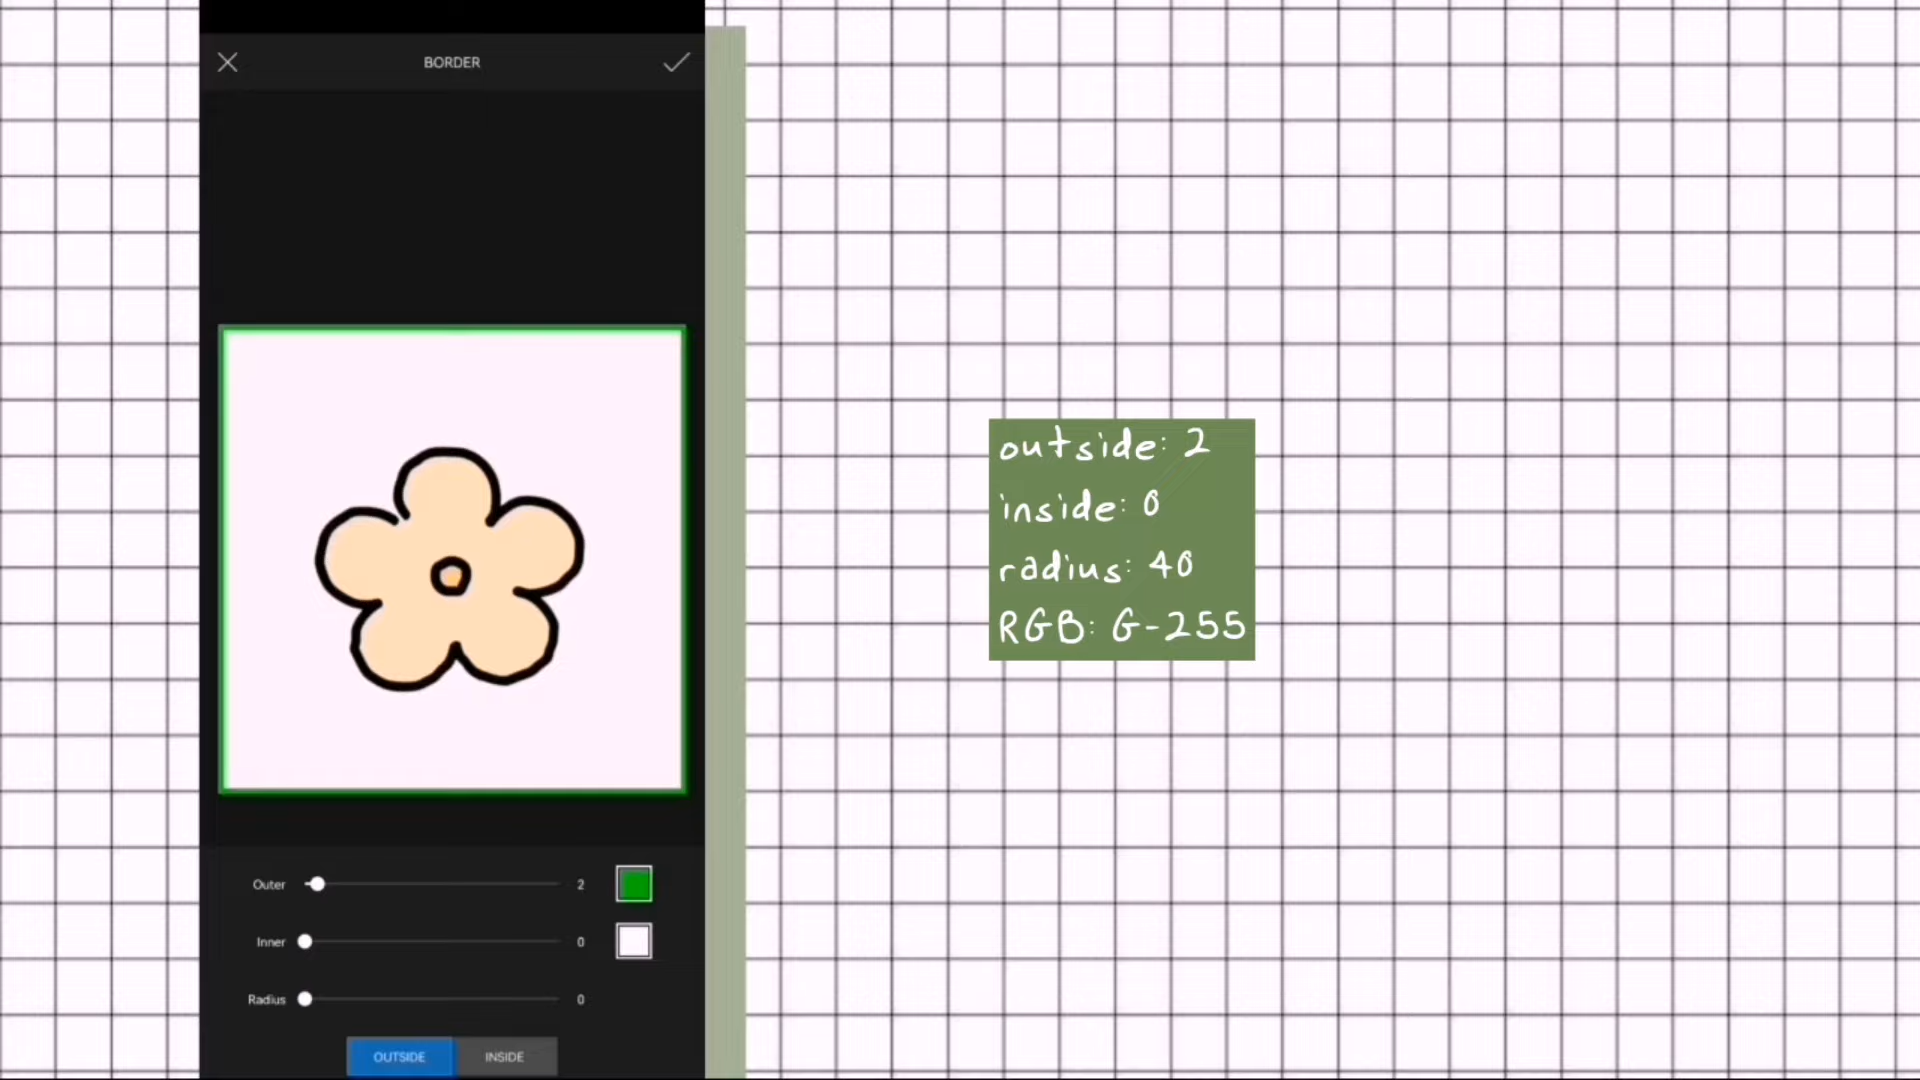 BORDER
outside: 2
inside: 0
radius: 40
RGB: G-255
Outer 2
Inner 0
Radius 0
OUTSIDE INSIDE